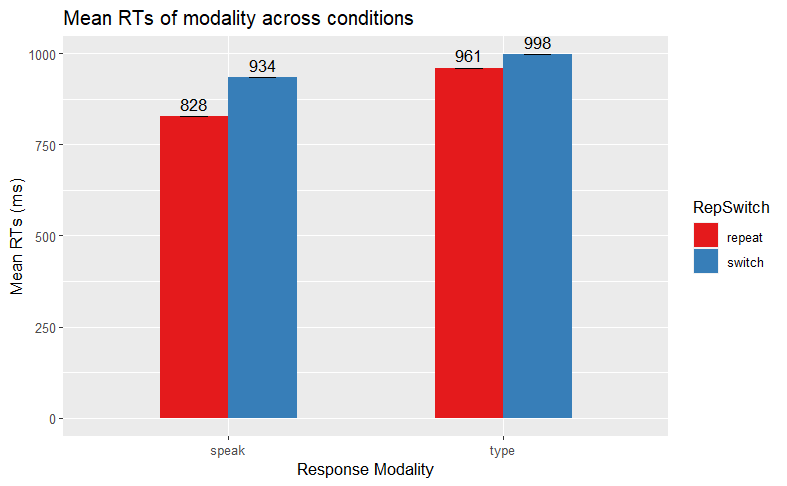 Mean RTs of modality across conditions
Mean RTs (ms)
1000
750
500
250
0
828
934
961
998
speak
type
Response Modality
RepSwitch
repeat
switch